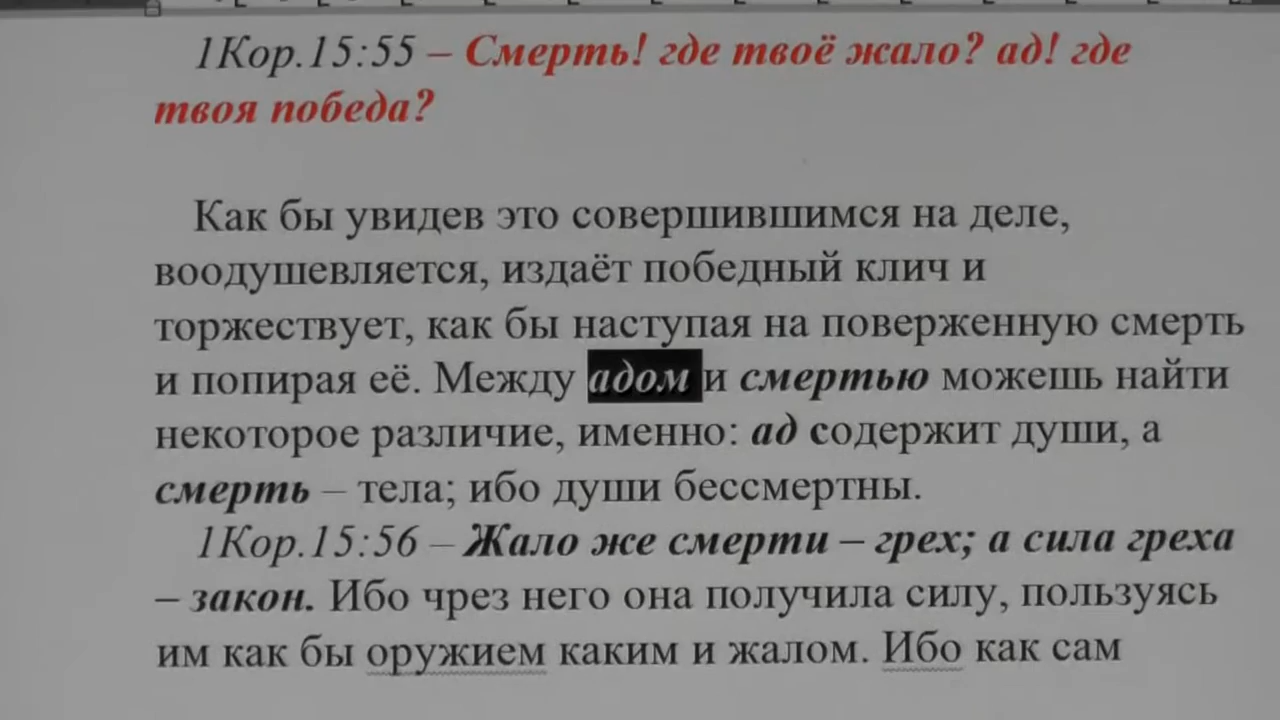 1Кор.15:55 – Смерть! где твоё жало? ад! где
твоя победа?
Как бы увидев это совершившимся на деле,
воодушевляется, издаёт победный клич и
торжествует, как бы наступая на поверженную смерть
и попирая её. Между адом и смертью можешь найти
некоторое различие, именно: ад содержит души, а
смерть – тела; ибо души бессмертны.
1Кор.15:56 – Жало же смерти – грех; а сила греха
– закон. Ибо чрез него она получила силу, пользуясь
им как бы оружием каким и жалом. Ибо как сам